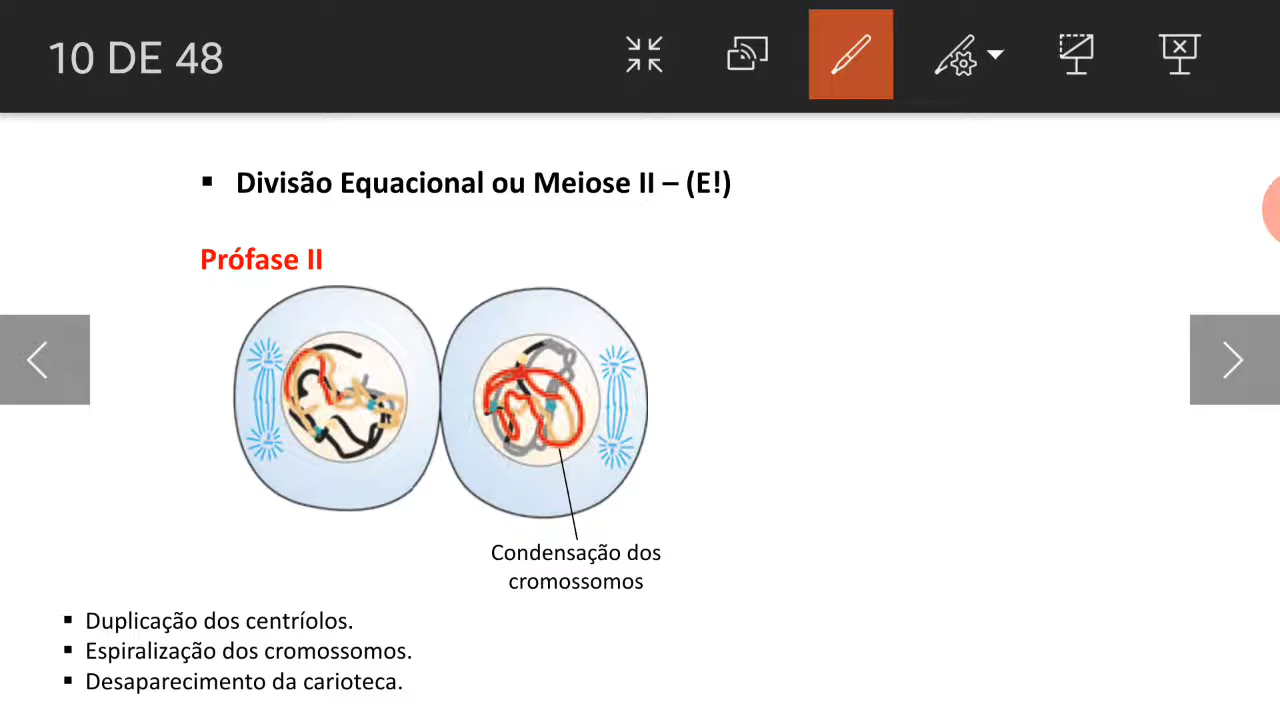 10 DE 48
▪ Divisão Equacional ou Meiose II – (E!)
Prófase II
Condensação dos
cromossomos
▪ Duplicação dos centríolos.
▪ Espiralização dos cromossomos.
▪ Desaparecimento da carioteca.